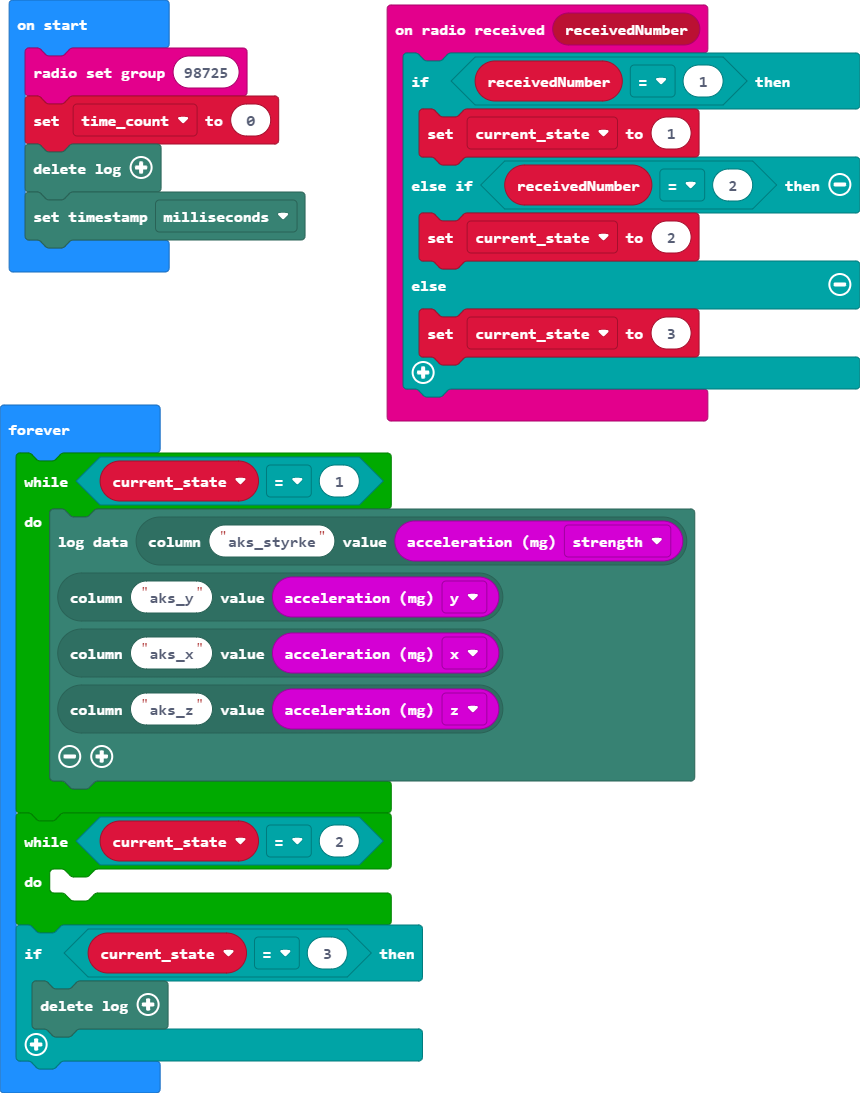 on start
radio set group 98725
set time_count to 0
delete log
set timestamp milliseconds
on radio received receivedNumber
if receivedNumber = 1 then
set current_state to 1
else if receivedNumber = 2 then
set current_state to 2
else
set current_state to 3
forever
while current_state = 1
do
log data column "aks_styrke" value acceleration (mg) strength
column "aks_y" value acceleration (mg) y
column "aks_x" value acceleration (mg) x
column "aks_z" value acceleration (mg) z
while current_state = 2
do
if current_state = 3 then
delete log